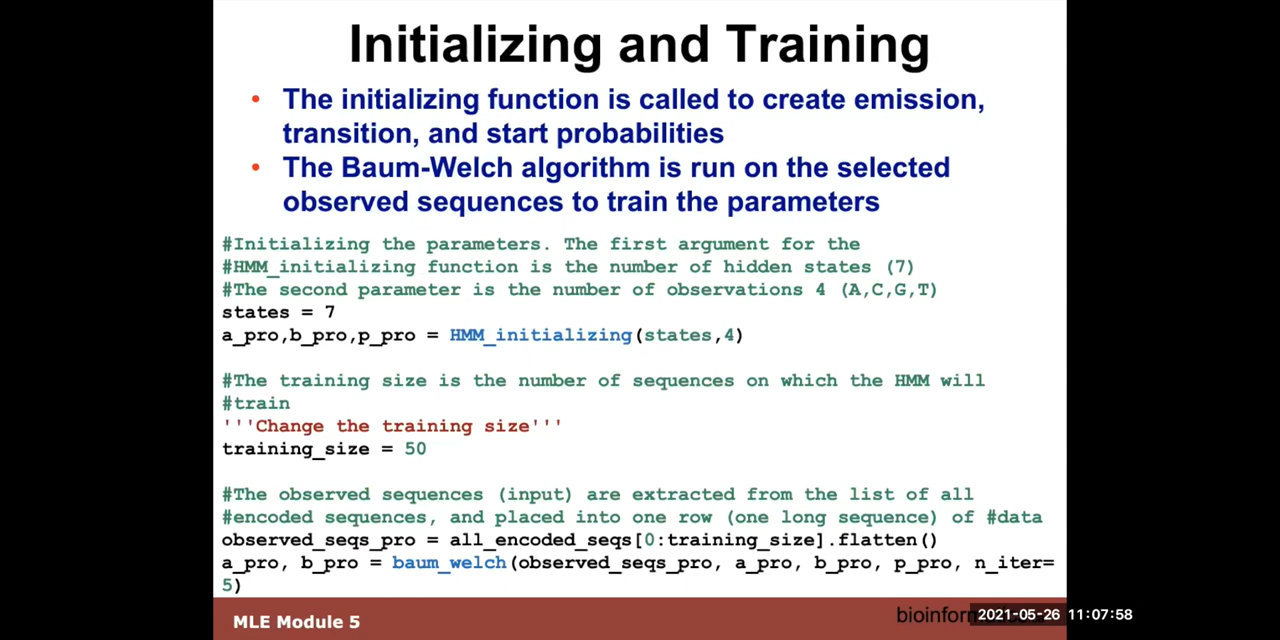 Initializing and Training
• The initializing function is called to create emission,
transition, and start probabilities
• The Baum-Welch algorithm is run on the selected
observed sequences to train the parameters
#Initializing the parameters. The first argument for the
#HMM_initializing function is the number of hidden states (7)
#The second parameter is the number of observations 4 (A,C,G,T)
states = 7
a_pro,b_pro,p_pro = HMM_initializing(states,4)
#The training size is the number of sequences on which the HMM will
#train
'''Change the training size'''
training_size = 50
#The observed sequences (input) are extracted from the list of all
#encoded sequences, and placed into one row (one long sequence) of #data
observed_seqs_pro = all_encoded_seqs[0:training_size].flatten()
a_pro, b_pro = baum_welch(observed_seqs_pro, a_pro, b_pro, p_pro, n_iter=
5)
MLE Module 5
2021-05-26 11:07:58